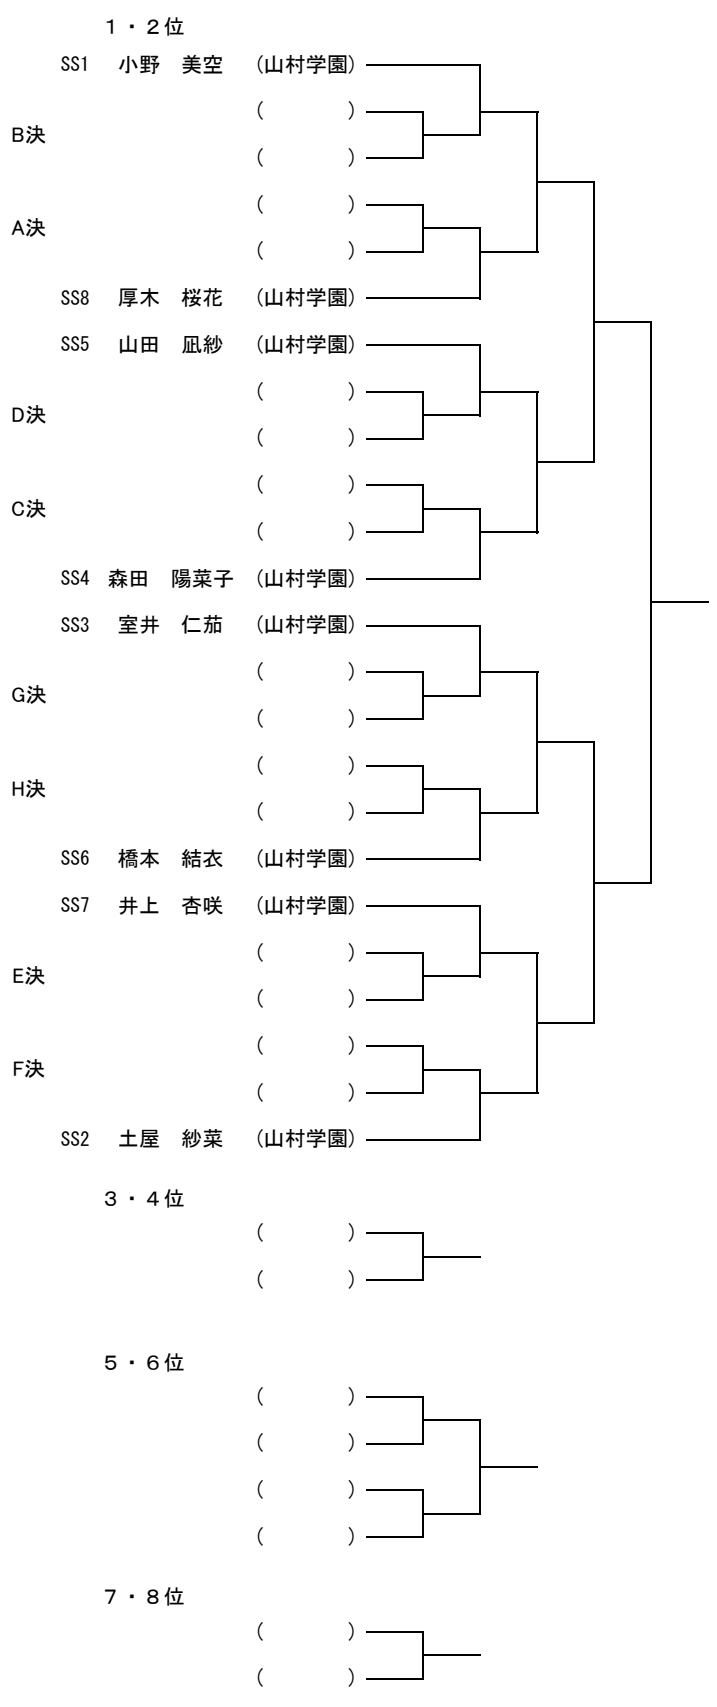 １・２位
SS1 小野 美空 (山村学園)
( )
B決
( )
( )
A決
( )
SS8 厚木 桜花 (山村学園)
SS5 山田 凪紗 (山村学園)
( )
D決
( )
( )
C決
( )
SS4 森田 陽菜子 (山村学園)
SS3 室井 仁茄 (山村学園)
( )
G決
( )
( )
H決
( )
SS6 橋本 結衣 (山村学園)
SS7 井上 杏咲 (山村学園)
( )
E決
( )
( )
F決
( )
SS2 土屋 紗菜 (山村学園)
３・４位
( )
( )
５・６位
( )
( )
( )
( )
７・８位
( )
( )